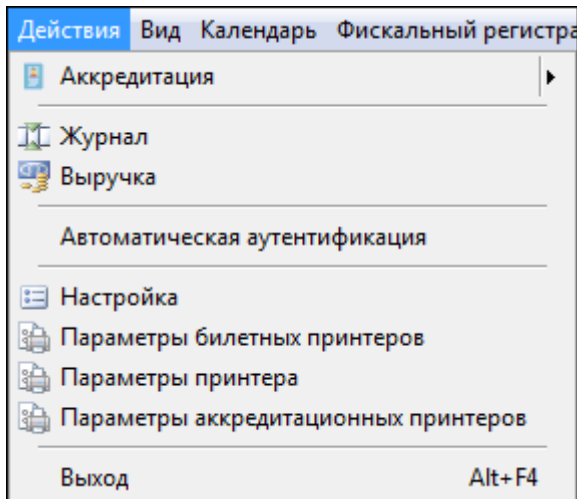 Действия Вид Календарь Фискальный
Аккредитация
Журнал
Выручка
Автоматическая аутентификация
Настройка
Параметры билетных принтеров
Параметры принтера
Параметры аккредитационных принтеров
Выход Alt+F4